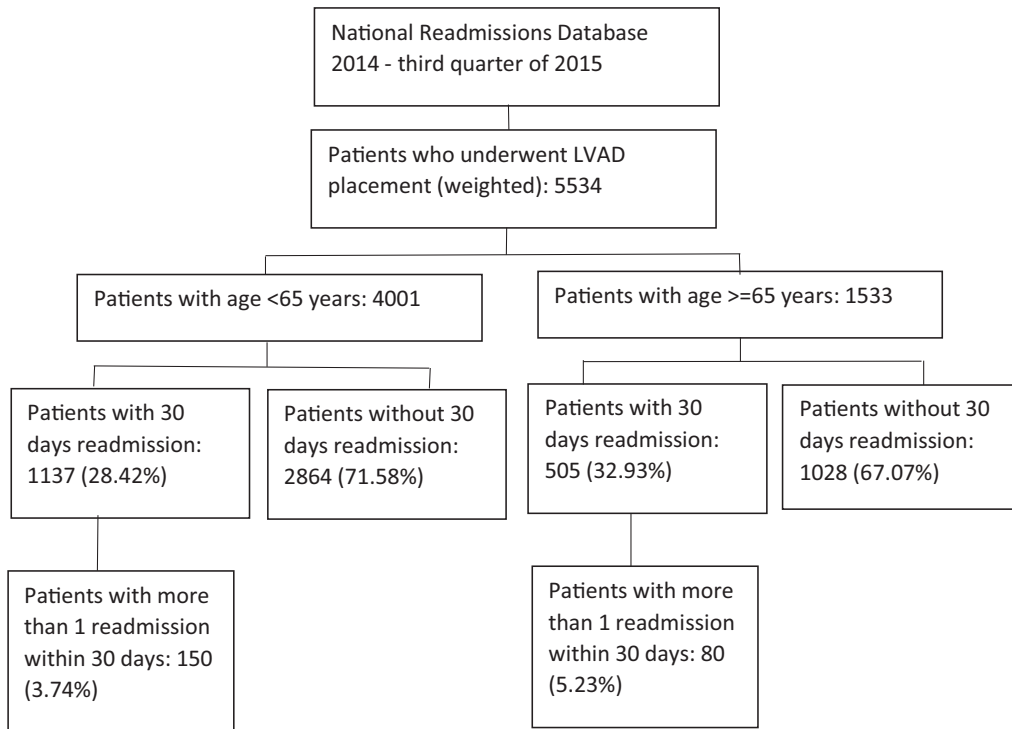 National Readmissions Database
2014 - third quarter of 2015
Patients who underwent LVAD
placement (weighted): 5534
Patients with age <65 years: 4001
Patients with age >=65 years: 1533
Patients with 30
days readmission:
1137 (28.42%)
Patients without 30
days readmission:
2864 (71.58%)
Patients with 30
days readmission:
505 (32.93%)
Patients without 30
days readmission:
1028 (67.07%)
Patients with more
than 1 readmission
within 30 days: 150
(3.74%)
Patients with more
than 1 readmission
within 30 days: 80
(5.23%)